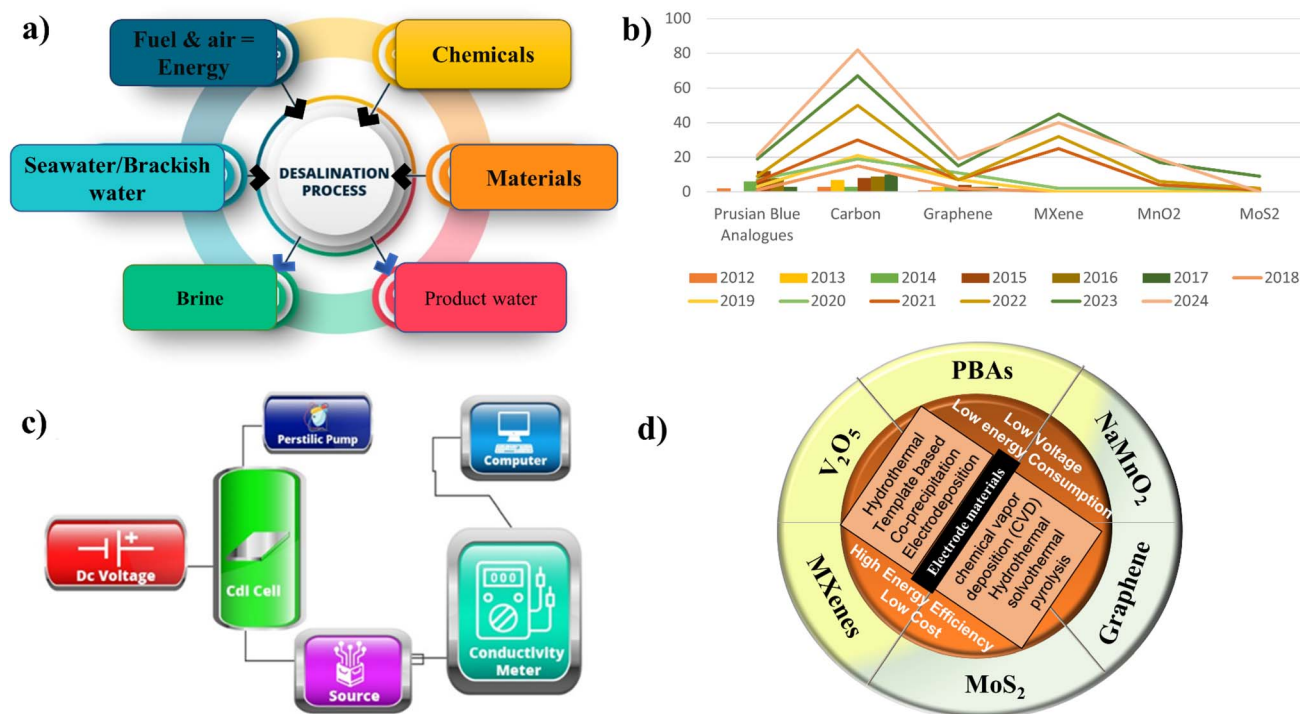 a)
Fuel & air =
Energy
Chemicals
Seawater/Brackish
water
DESALINATION
PROCESS
Materials
Brine
Product water
b)
100
80
60
40
20
0
Prusian Blue
Analogues
Carbon
Graphene
MXene
MnO2
MoS2
2012
2013
2014
2015
2016
2017
2018
2019
2020
2021
2022
2023
2024
c)
Perstilic Pump
Computer
Dc Voltage
+
Cdi Cell
Source
Conductivity
Meter
d)
PBAs
V₂O₅
NaMnO₂
MXenes
Graphene
MoS₂
Low Voltage
Low energy Consumption
Hydrothermal
Template based
Co-precipitation
Electrodeposition
Electrode materials
chemical vapor
deposition (CVD)
Hydrothermal
solvothermal
pyrolysis
High Energy Efficiency
Low Cost